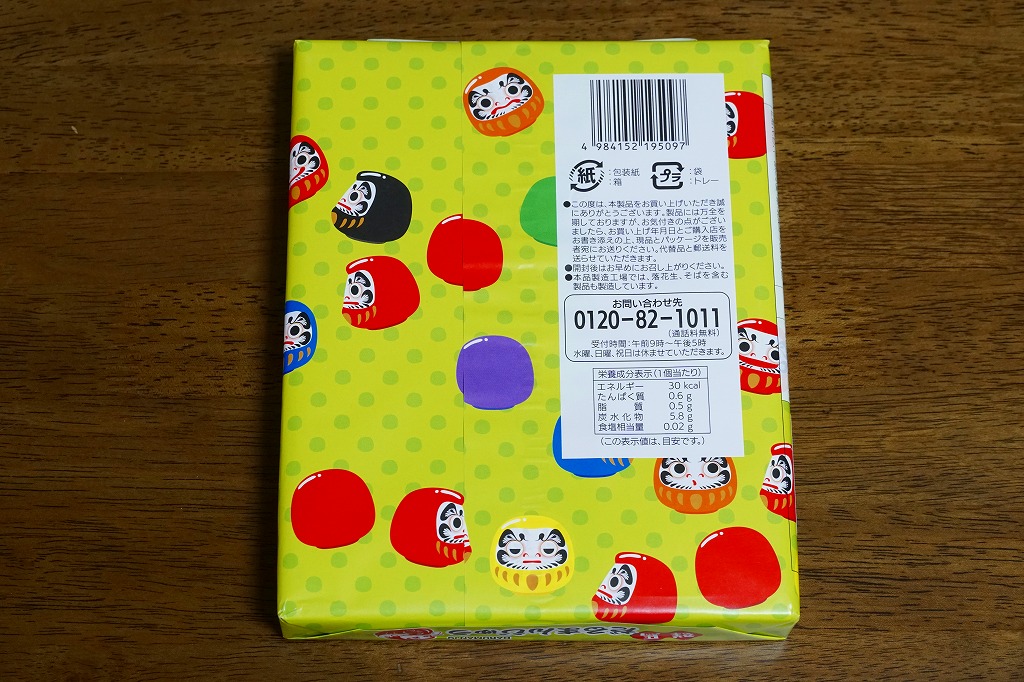 4 984152 195097
紙 ：包装紙 ：箱 プラ ：袋 ：トレー
●この度は、本製品をお買い上げいただき誠
にありがとうございます。製品には万全を
期しておりますが、お気付きの点がござい
ましたら、お買い上げ年月日とご購入店を
お書き添えの上、現品とパッケージを販売
者宛にお送りください。代替品と郵送料を
送らせていただきます。
●開封後はお早めにお召し上がりください。
●本品製造工場では、落花生、そばを含む
製品も製造しています。
お問い合わせ先
0120-82-1011
（通話料無料）
受付時間：午前9時～午後5時
水曜、日曜、祝日は休ませていただきます。
栄養成分表示（1個当たり）
エネルギー 30 kcal
たんぱく質 0.6 g
脂質 0.5 g
炭水化物 5.8 g
食塩相当量 0.02 g
（この表示値は、目安です。）
だるまんじゅう